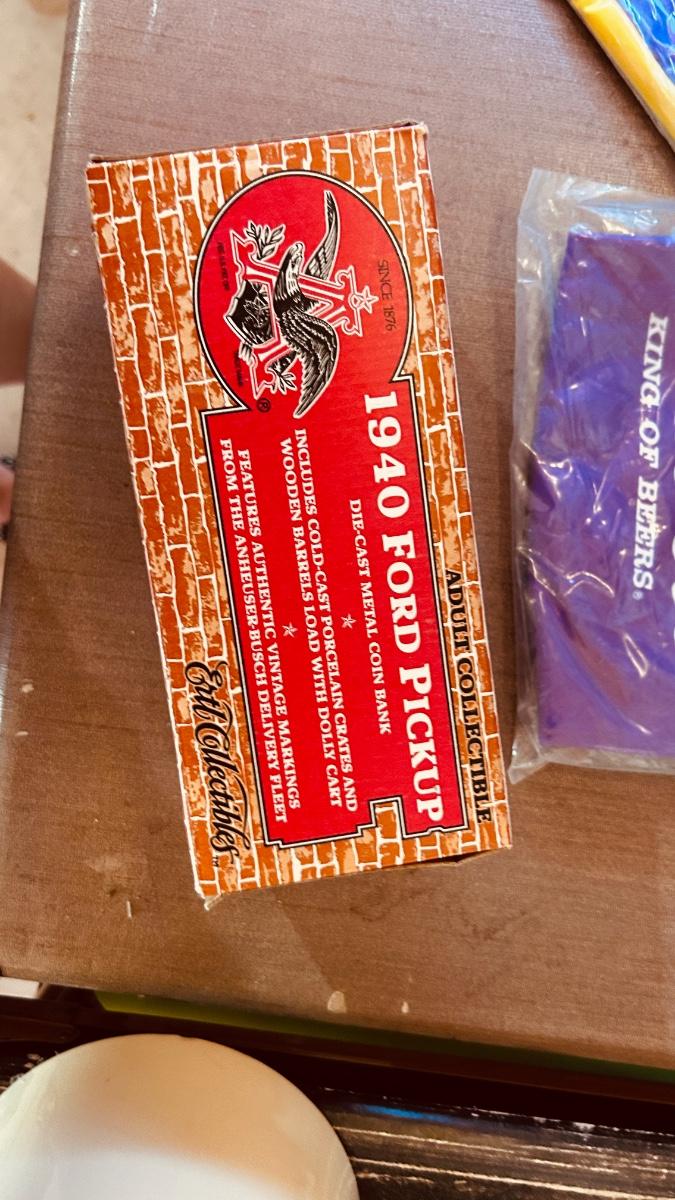 SINCE 1876
A
®
1940 FORD PICKUP
DIE-CAST METAL COIN BANK
INCLUDES COLD-CAST PORCELAIN CRATES AND
WOODEN BARRELS LOAD WITH DOLLY CART
FEATURES AUTHENTIC VINTAGE MARKINGS
FROM THE ANHEUSER-BUSCH DELIVERY FLEET
ADULT COLLECTIBLE
Ertl Collectibles™
KING OF BEERS®